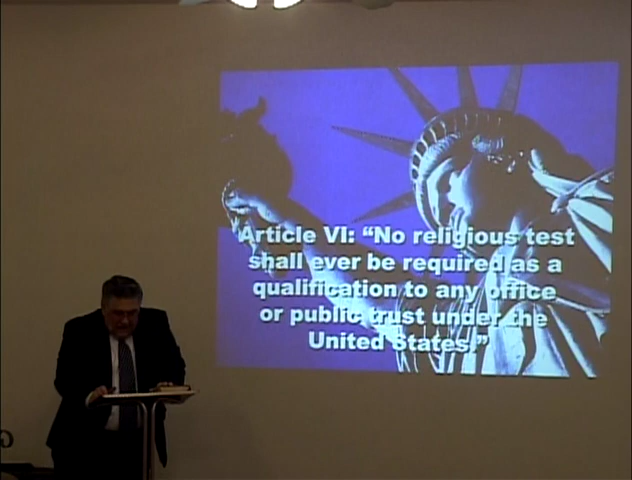 Article VI: “No religious test
shall ever be required as a
qualification to any office
or public trust under the
United States.”